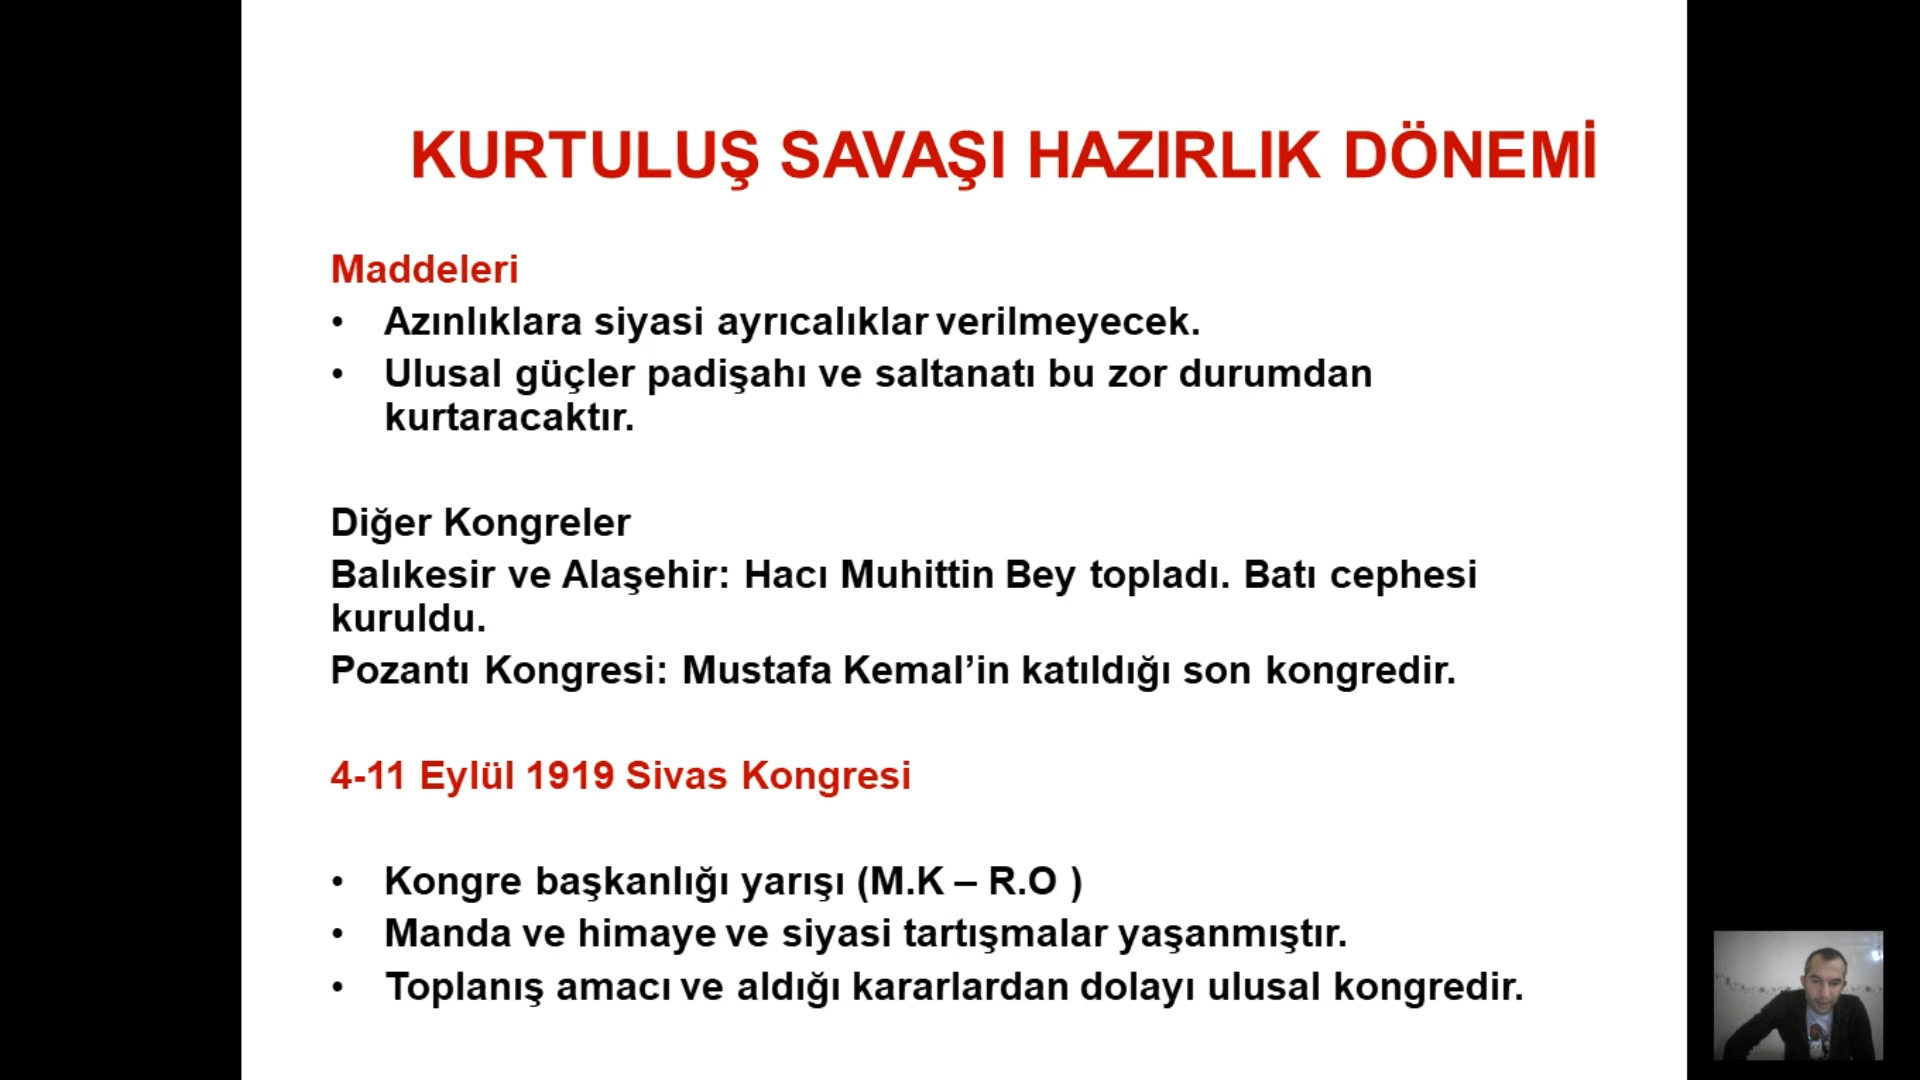 KURTULUŞ SAVAŞI HAZIRLIK DÖNEMİ
Maddeleri
• Azınlıklara siyasi ayrıcalıklar verilmeyecek.
• Ulusal güçler padişahı ve saltanatı bu zor durumdan
kurtaracaktır.
Diğer Kongreler
Balıkesir ve Alaşehir: Hacı Muhittin Bey topladı. Batı cephesi
kuruldu.
Pozantı Kongresi: Mustafa Kemal’in katıldığı son kongredir.
4-11 Eylül 1919 Sivas Kongresi
• Kongre başkanlığı yarışı (M.K – R.O )
• Manda ve himaye ve siyasi tartışmalar yaşanmıştır.
• Toplanış amacı ve aldığı kararlardan dolayı ulusal kongredir.